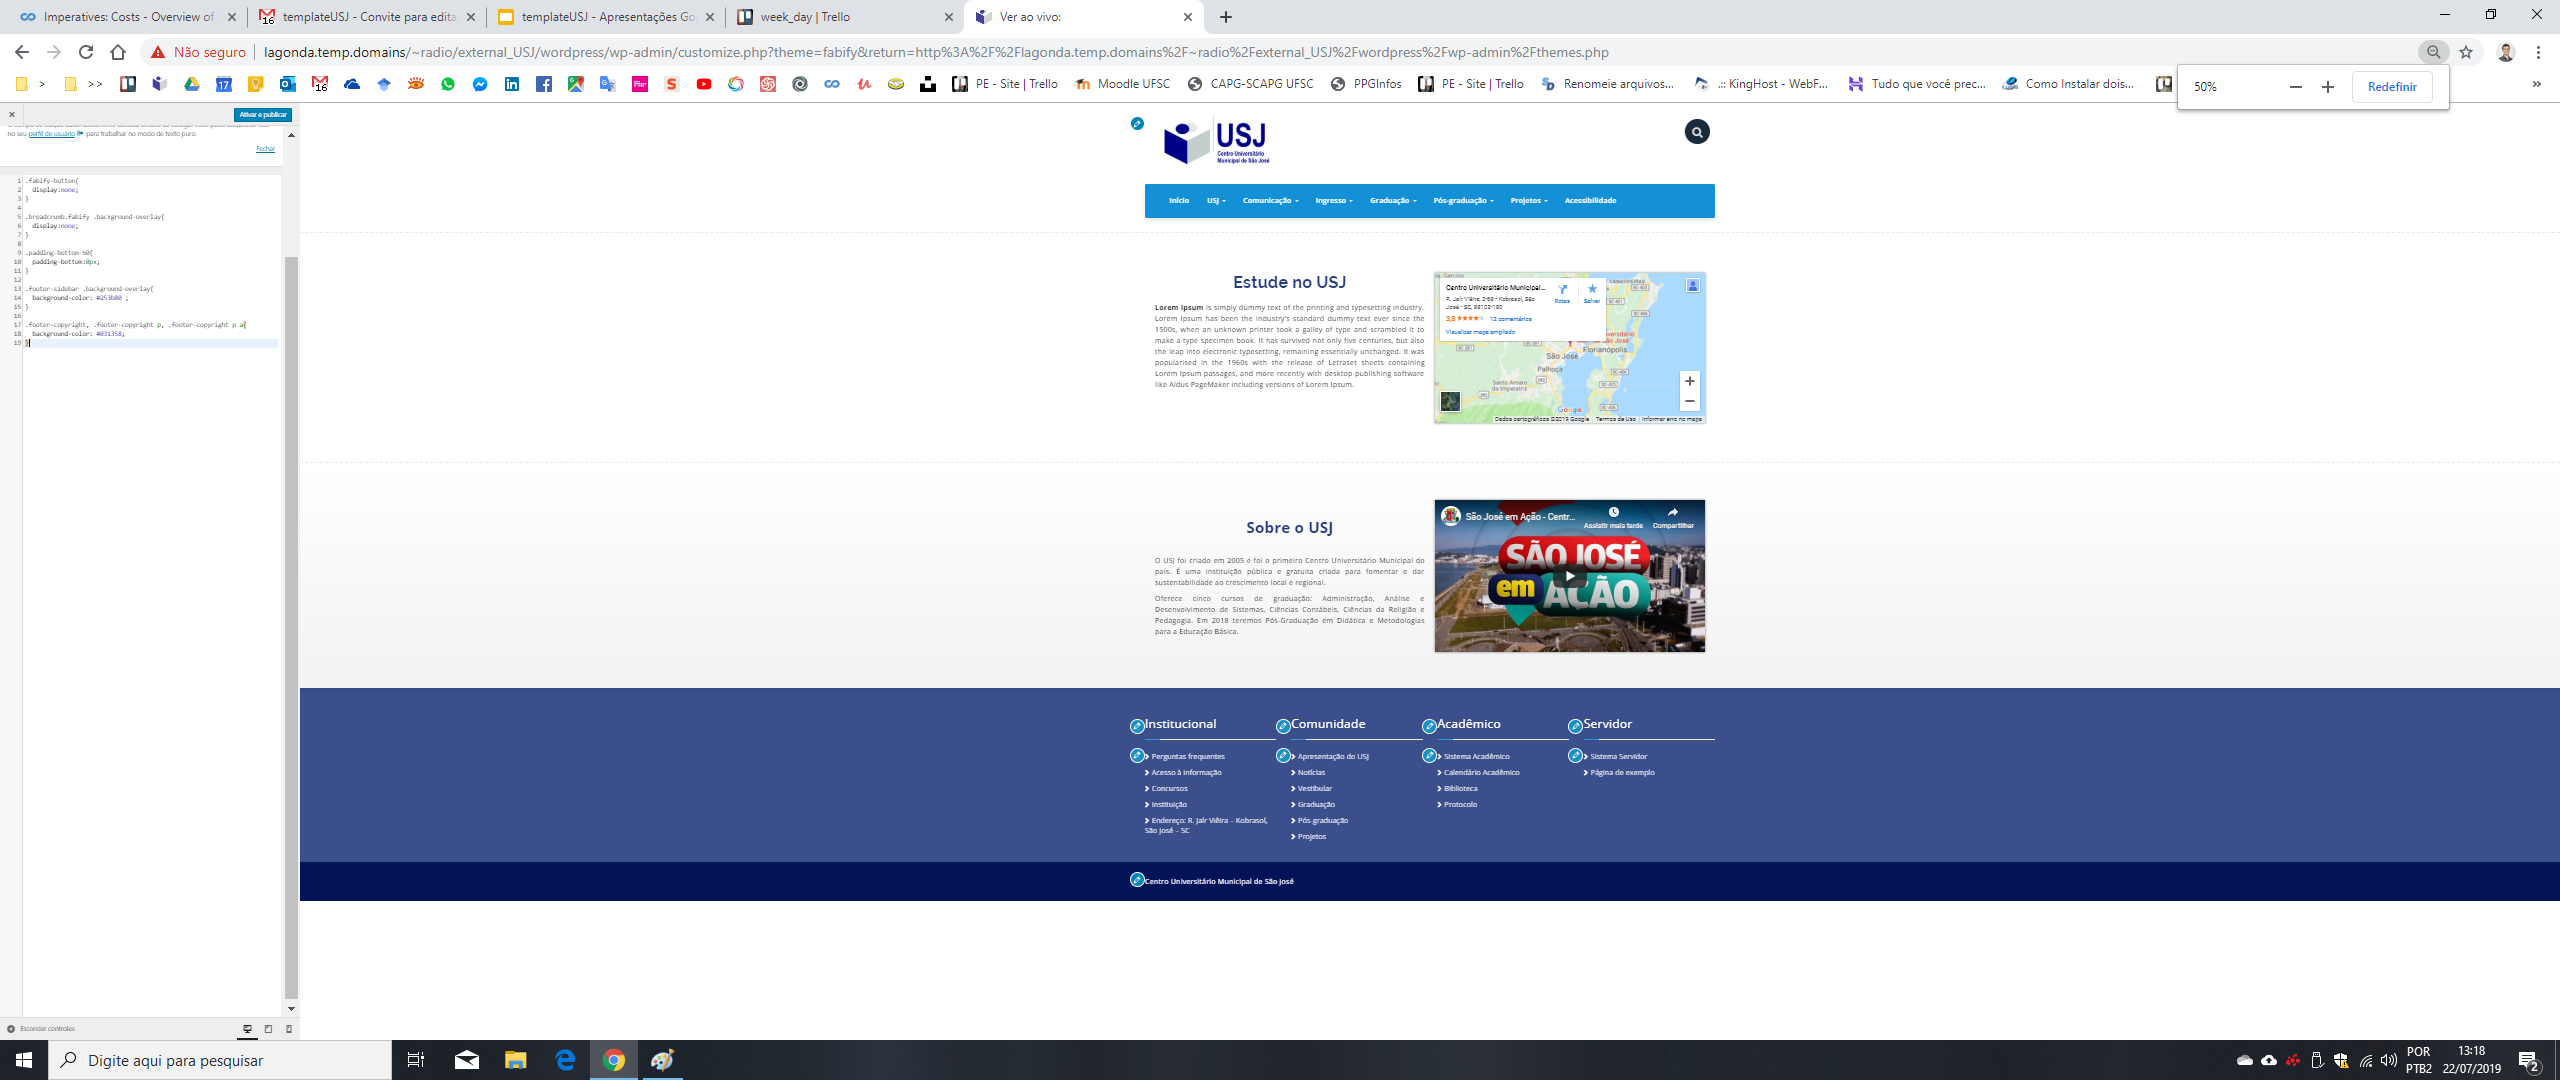 Imperatives: Costs - Overview of
templateUSJ - Convite para edita
templateUSJ - Apresentações Go
week_day | Trello
Ver ao vivo:
Não seguro
lagonda.temp.domains/~radio/external_USJ/wordpress/wp-admin/customize.php?theme=fabify&return=http%3A%2F%2Flagonda.temp.domains%2F~radio%2Fexternal_USJ%2Fwordpress%2Fwp-admin%2Fthemes.php
>
>>
17
16
PE - Site | Trello
Moodle UFSC
CAPG-SCAPG UFSC
PPGInfos
PE - Site | Trello
Renomeie arquivos...
.:: KingHost - WebF...
Tudo que você prec...
Como Instalar dois...
»
50%
Redefinir
Ativar e publicar
no seu perfil de usuário para trabalhar no modo de texto puro.
Fechar
1 .fabify-button{
2 display:none;
3 }
4
5 .breadcrumb.fabify .background-overlay{
6 display:none;
7 }
8
9 .padding-bottom-60{
10 padding-bottom:0px;
11 }
12
13 .footer-sidebar .background-overlay{
14 background-color: #253b80 ;
15 }
16
17 .footer-copyright, .footer-copyright p, .footer-copyright p a{
18 background-color: #031358;
19 }
Esconder controles
USJ
Centro Universitário
Municipal de São José
Início
USJ
Comunicação
Ingresso
Graduação
Pós-graduação
Projetos
Acessibilidade
Estude no USJ
Lorem Ipsum is simply dummy text of the printing and typesetting industry.
Lorem Ipsum has been the industry's standard dummy text ever since the
1500s, when an unknown printer took a galley of type and scrambled it to
make a type specimen book. It has survived not only five centuries, but also
the leap into electronic typesetting, remaining essentially unchanged. It was
popularised in the 1960s with the release of Letraset sheets containing
Lorem Ipsum passages, and more recently with desktop publishing software
like Aldus PageMaker including versions of Lorem Ipsum.
Centro Universitário Municipal...
R. Jaír Viêira, 268 - Kobrasol, São
José - SC, 88102-180
Rotas
Salvar
3,8
12 comentários
Visualizar mapa ampliado
CANASVIEIRAS
São José
Florianópolis
Palhoça
Santo Amaro
da Imperatriz
Google
Dados cartográficos ©2019 Google
Termos de Uso
Informar erro no mapa
Sobre o USJ
O USJ foi criado em 2005 e foi o primeiro Centro Universitário Municipal do
país. É uma instituição pública e gratuita criada para fomentar e dar
sustentabilidade ao crescimento local e regional.
Oferece cinco cursos de graduação: Administração, Análise e
Desenvolvimento de Sistemas, Ciências Contábeis, Ciências da Religião e
Pedagogia. Em 2018 teremos Pós-Graduação em Didática e Metodologias
para a Educação Básica.
São José em Ação - Centr...
Assistir mais tarde
Compartilhar
SÃO JOSÉ
em AÇÃO
Institucional
Perguntas frequentes
Acesso à informação
Concursos
Instituição
Endereço: R. Jaír Viêira – Kobrasol,
São José – SC
Comunidade
Apresentação do USJ
Notícias
Vestibular
Graduação
Pós-graduação
Projetos
Acadêmico
Sistema Acadêmico
Calendário Acadêmico
Biblioteca
Protocolo
Servidor
Sistema Servidor
Página de exemplo
Centro Universitário Municipal de São José
Digite aqui para pesquisar
POR
PTB2
13:18
22/07/2019
2